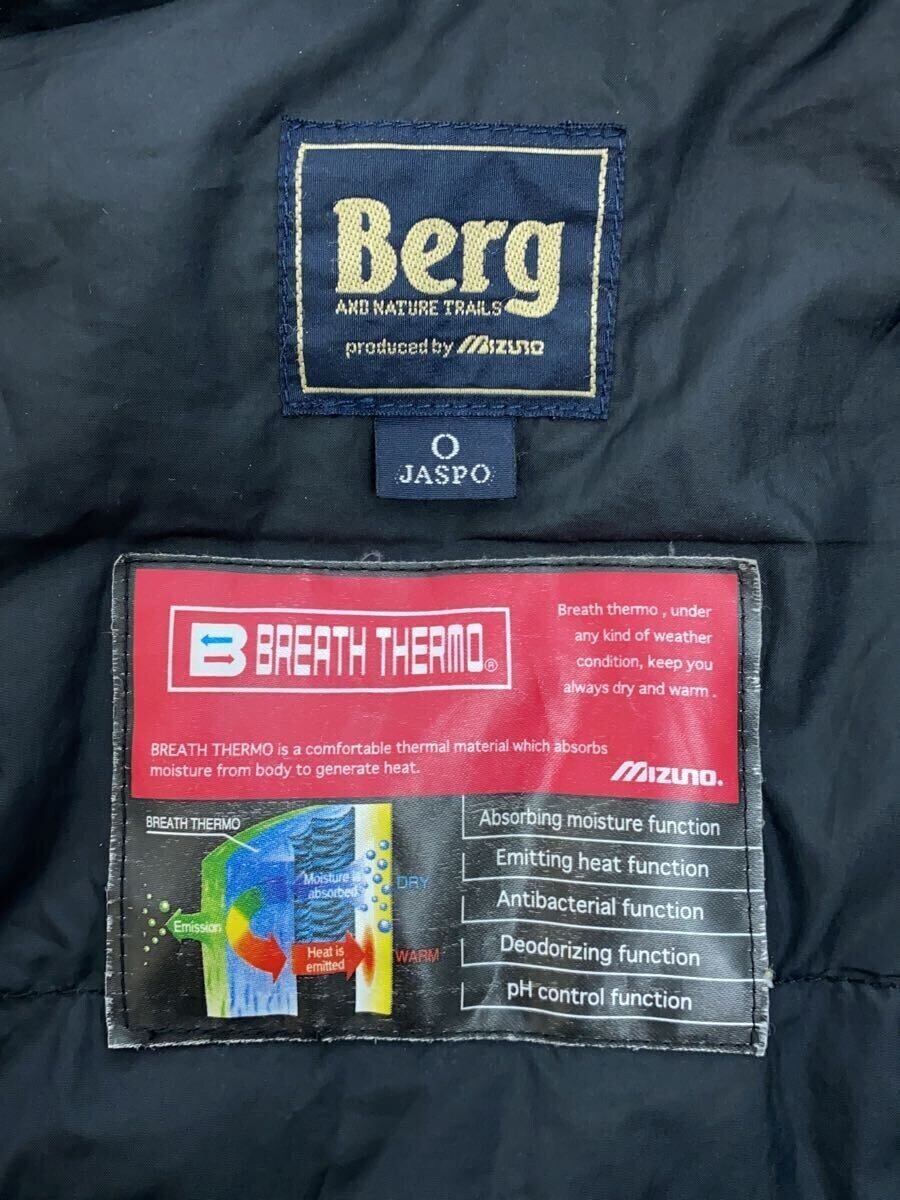 Berg
AND NATURE TRAILS
produced by MIZUNO
O
JASPO
B BREATH THERMO®
Breath thermo , under
any kind of weather
condition, keep you
always dry and warm .
BREATH THERMO is a comfortable thermal material which absorbs
moisture from body to generate heat.
MIZUNO.
BREATH THERMO
Moisture is
absorbed
DRY
Emission
Heat is
emitted
WARM
Absorbing moisture function
Emitting heat function
Antibacterial function
Deodorizing function
pH control function